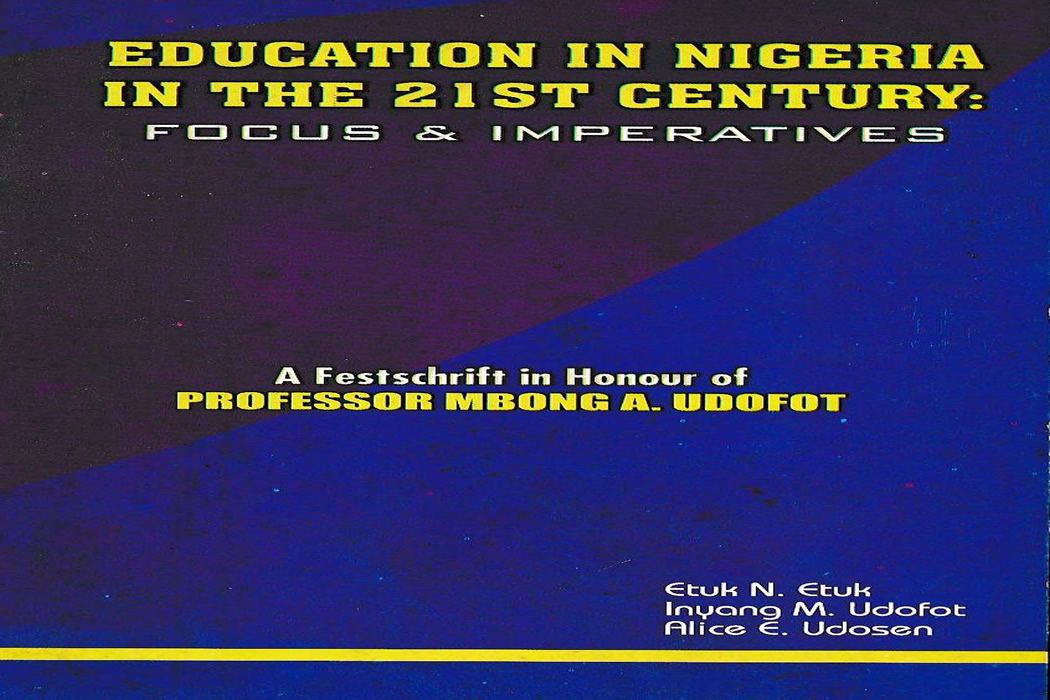 EDUCATION IN NIGERIA
IN THE 21ST CENTURY:
FOCUS & IMPERATIVES
A Festschrift in Honour of
PROFESSOR MBONG A. UDOFOT
Etuk N. Etuk
Inyang M. Udofot
Alice E. Udosen